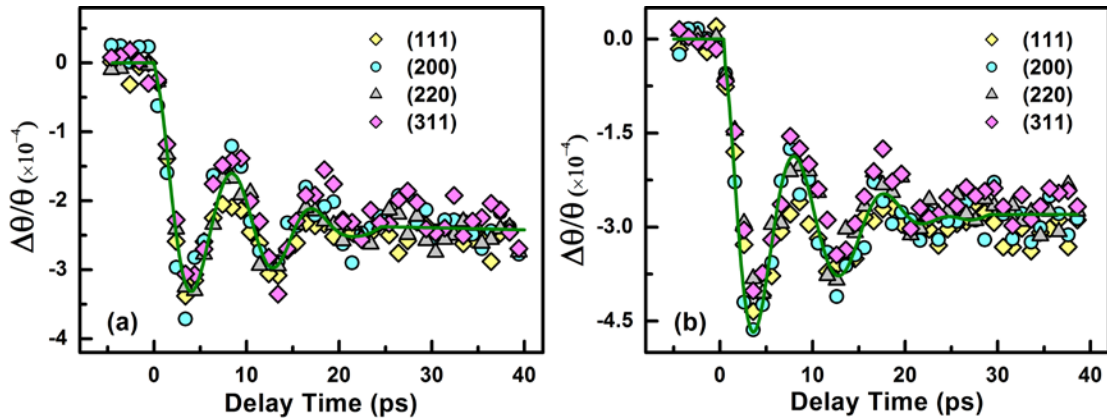 (111)
(200)
(220)
(311)
0
-1
-2
-3
-4
Δθ/θ (×10⁻⁴)
(a)
0 10 20 30 40
Delay Time (ps)
(111)
(200)
(220)
(311)
0.0
-1.5
-3.0
-4.5
Δθ/θ (×10⁻⁴)
(b)
0 10 20 30 40
Delay Time (ps)